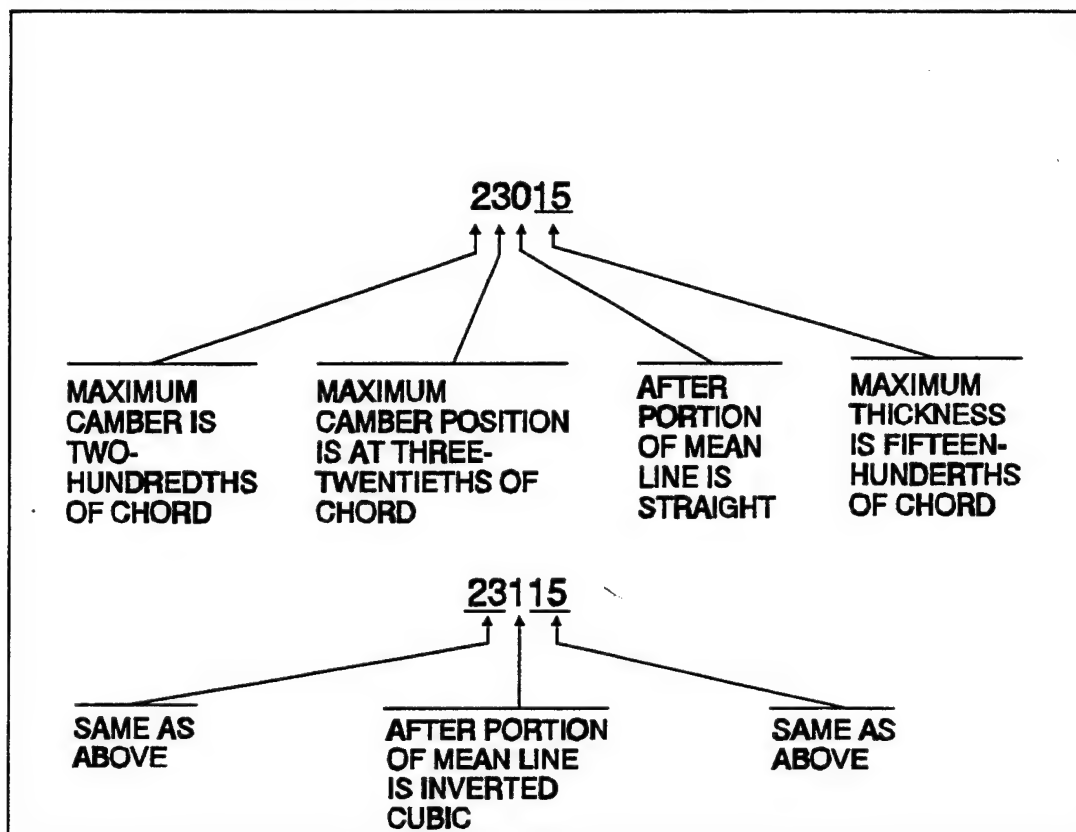 23015
MAXIMUM
CAMBER IS
TWO-
HUNDREDTHS
OF CHORD
MAXIMUM
CAMBER POSITION
IS AT THREE-
TWENTIETHS OF
CHORD
AFTER
PORTION
OF MEAN
LINE IS
STRAIGHT
MAXIMUM
THICKNESS
IS FIFTEEN-
HUNDERTHS
OF CHORD
23115
SAME AS
ABOVE
AFTER PORTION
OF MEAN LINE
IS INVERTED
CUBIC
SAME AS
ABOVE